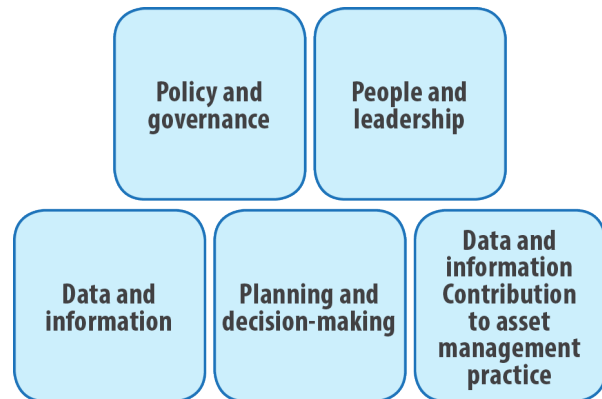 Policy and
governance
People and
leadership
Data and
information
Planning and
decision-making
Data and
information
Contribution
to asset
management
practice